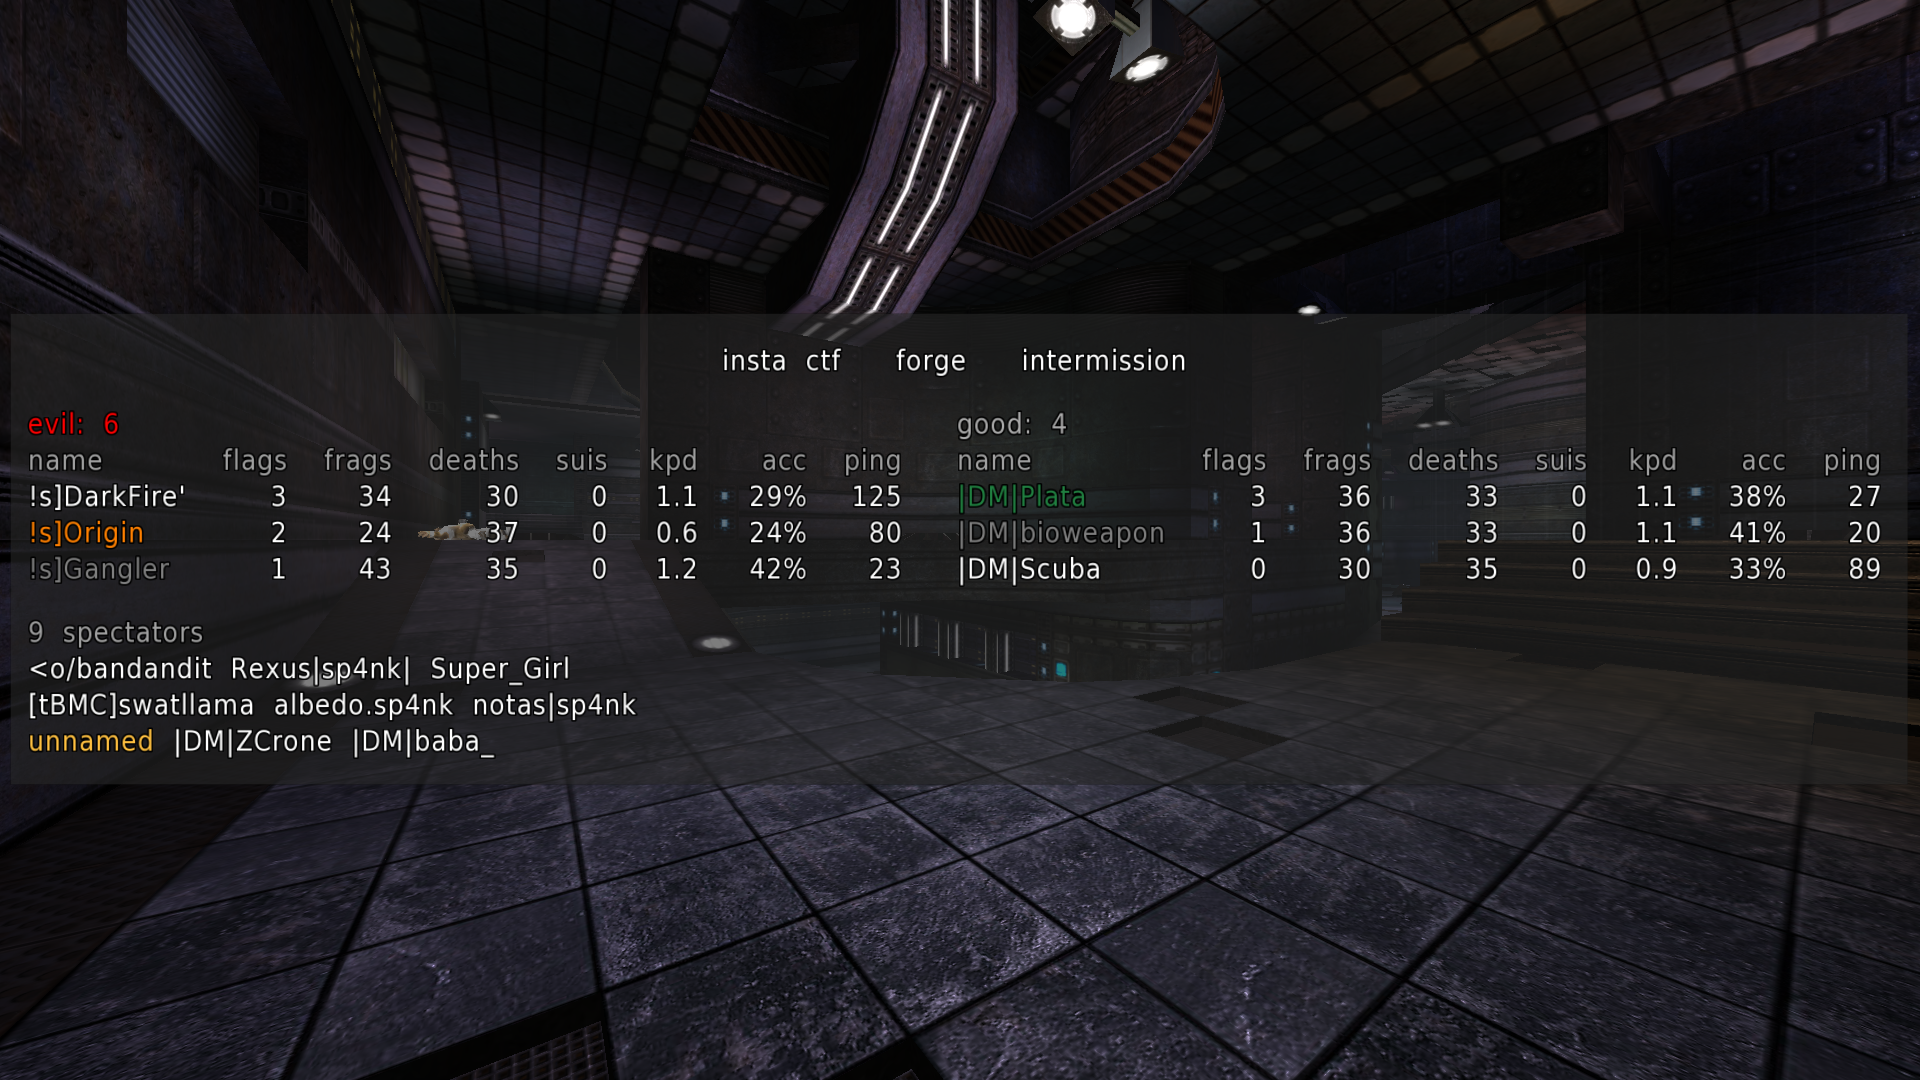 insta ctf forge intermission
evil: 6
name flags frags deaths suis kpd acc ping
!s]DarkFire' 3 34 30 0 1.1 29% 125
!s]Origin 2 24 37 0 0.6 24% 80
!s]Gangler 1 43 35 0 1.2 42% 23
good: 4
name flags frags deaths suis kpd acc ping
|DM|Plata 3 36 33 0 1.1 38% 27
|DM|bioweapon 1 36 33 0 1.1 41% 20
|DM|Scuba 0 30 35 0 0.9 33% 89
9 spectators
<o/bandandit Rexus|sp4nk| Super_Girl
[tBMC]swatllama albedo.sp4nk notas|sp4nk
unnamed |DM|ZCrone |DM|baba_